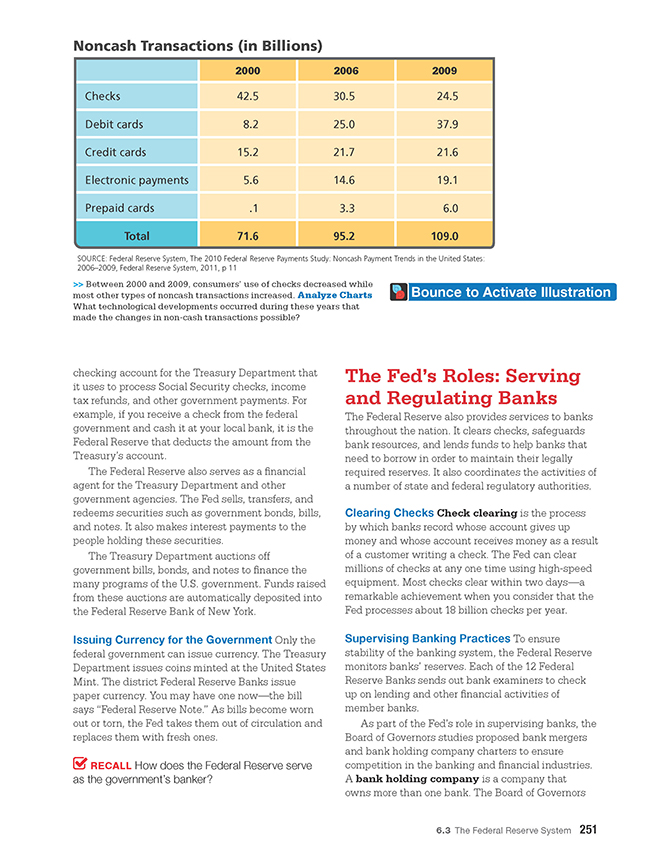 Noncash Transactions (in Billions)
2000 2006 2009
Checks 42.5 30.5 24.5
Debit cards 8.2 25.0 37.9
Credit cards 15.2 21.7 21.6
Electronic payments 5.6 14.6 19.1
Prepaid cards .1 3.3 6.0
Total 71.6 95.2 109.0
SOURCE: Federal Reserve System, The 2010 Federal Reserve Payments Study: Noncash Payment Trends in the United States:
2006–2009, Federal Reserve System, 2011, p 11
>> Between 2000 and 2009, consumers' use of checks decreased while
most other types of noncash transactions increased. Analyze Charts
What technological developments occurred during these years that
made the changes in non-cash transactions possible?
Bounce to Activate Illustration
checking account for the Treasury Department that
it uses to process Social Security checks, income
tax refunds, and other government payments. For
example, if you receive a check from the federal
government and cash it at your local bank, it is the
Federal Reserve that deducts the amount from the
Treasury's account.
The Federal Reserve also serves as a financial
agent for the Treasury Department and other
government agencies. The Fed sells, transfers, and
redeems securities such as government bonds, bills,
and notes. It also makes interest payments to the
people holding these securities.
The Treasury Department auctions off
government bills, bonds, and notes to finance the
many programs of the U.S. government. Funds raised
from these auctions are automatically deposited into
the Federal Reserve Bank of New York.
Issuing Currency for the Government Only the
federal government can issue currency. The Treasury
Department issues coins minted at the United States
Mint. The district Federal Reserve Banks issue
paper currency. You may have one now—the bill
says "Federal Reserve Note." As bills become worn
out or torn, the Fed takes them out of circulation and
replaces them with fresh ones.
RECALL How does the Federal Reserve serve
as the government's banker?
The Fed's Roles: Serving
and Regulating Banks
The Federal Reserve also provides services to banks
throughout the nation. It clears checks, safeguards
bank resources, and lends funds to help banks that
need to borrow in order to maintain their legally
required reserves. It also coordinates the activities of
a number of state and federal regulatory authorities.
Clearing Checks Check clearing is the process
by which banks record whose account gives up
money and whose account receives money as a result
of a customer writing a check. The Fed can clear
millions of checks at any one time using high-speed
equipment. Most checks clear within two days—a
remarkable achievement when you consider that the
Fed processes about 18 billion checks per year.
Supervising Banking Practices To ensure
stability of the banking system, the Federal Reserve
monitors banks' reserves. Each of the 12 Federal
Reserve Banks sends out bank examiners to check
up on lending and other financial activities of
member banks.
As part of the Fed's role in supervising banks, the
Board of Governors studies proposed bank mergers
and bank holding company charters to ensure
competition in the banking and financial industries.
A bank holding company is a company that
owns more than one bank. The Board of Governors
6.3 The Federal Reserve System 251